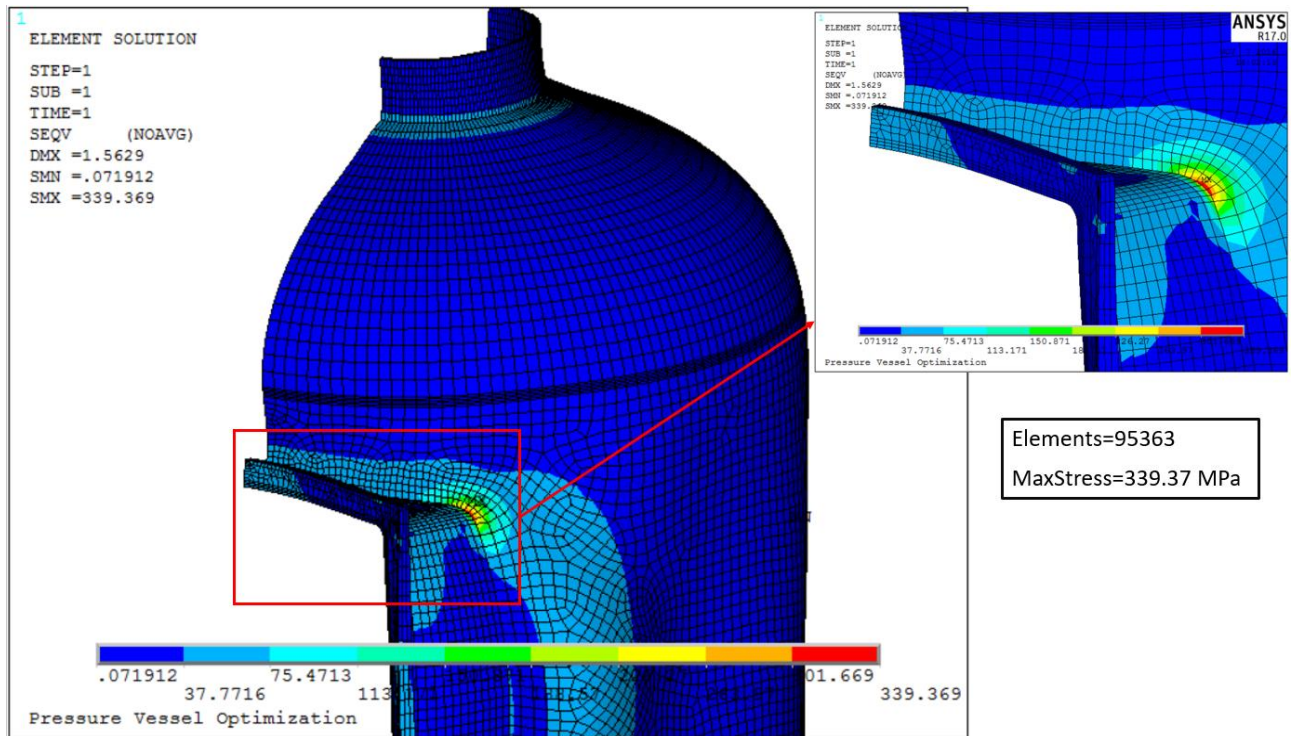 1
ELEMENT SOLUTION
STEP=1
SUB =1
TIME=1
SEQV (NOAVG)
DMX =1.5629
SMN =.071912
SMX =339.369
.071912 75.4713 01.669
37.7716 339.369
Pressure Vessel Optimization
1
ELEMENT SOLUTION
STEP=1
SUB =1
TIME=1
SEQV (NOAVG)
DMX =1.5629
SMN =.071912
ANSYS
R17.0
.071912 75.4713 150.871
37.7716 113.171
Pressure Vessel Optimization
Elements=95363
MaxStress=339.37 MPa